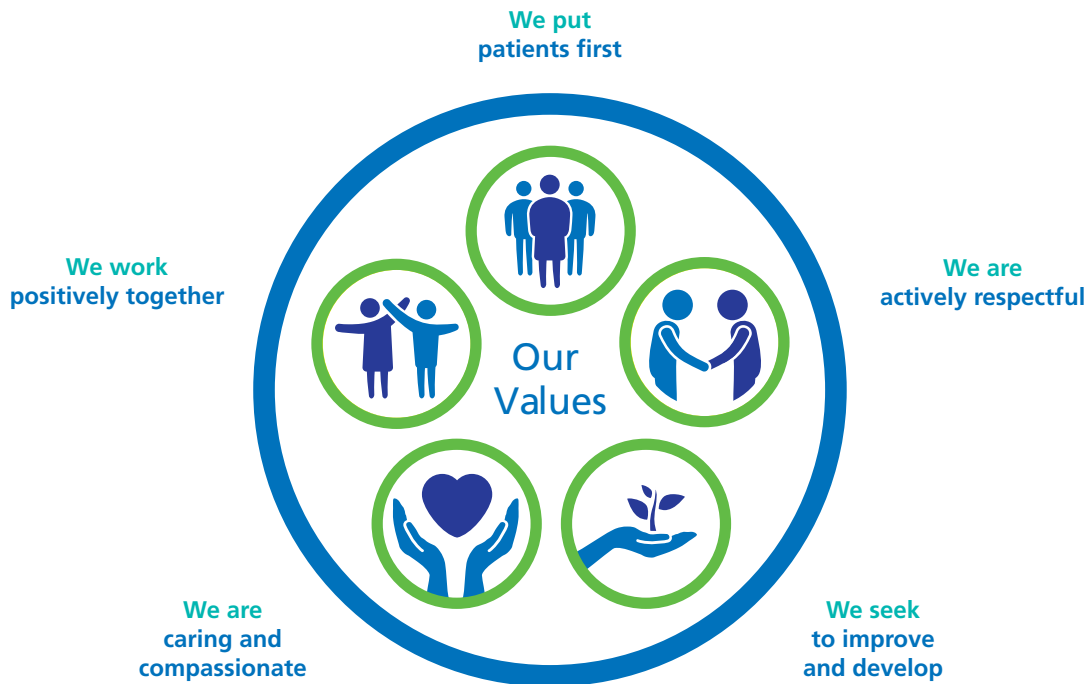 We put
patients first
We work
positively together
We are
actively respectful
Our
Values
We are
caring and
compassionate
We seek
to improve
and develop